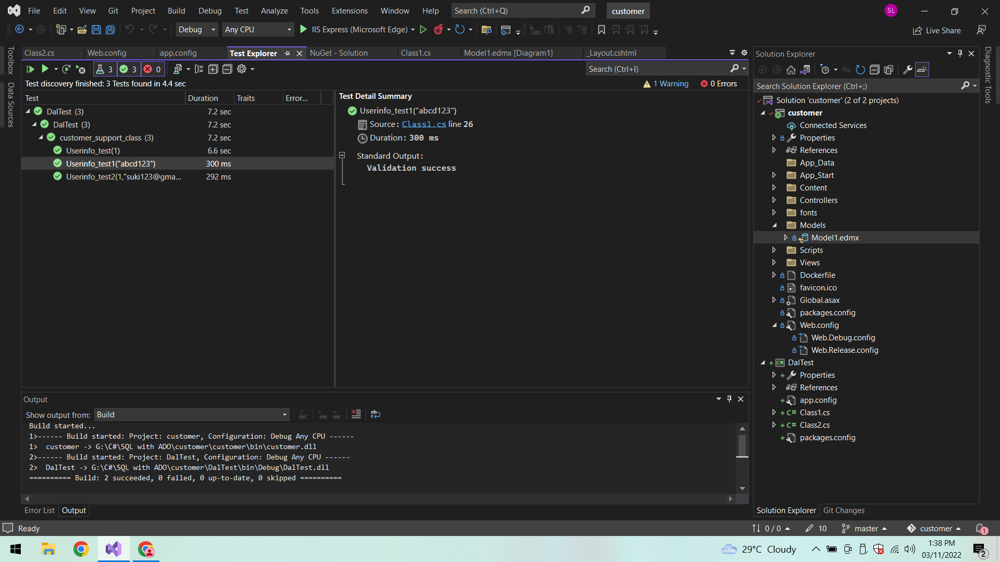 File Edit View Git Project Build Debug Test Analyze Tools Extensions Window Help Search (Ctrl+Q) customer SL
Debug Any CPU IIS Express (Microsoft Edge) Live Share
Toolbox
Data Sources
Class2.cs Web.config app.config Test Explorer NuGet - Solution Class1.cs Model1.edmx [Diagram1] _Layout.cshtml
3 3 0 Search (Ctrl+I)
Test discovery finished: 3 Tests found in 4.4 sec 1 Warning 0 Errors
Test Duration Traits Error...
DalTest (3) 7.2 sec
DalTest (3) 7.2 sec
customer_support_class (3) 7.2 sec
Userinfo_test(1) 6.6 sec
Userinfo_test1("abcd123") 300 ms
Userinfo_test2(1,"suki123@gma... 292 ms
Test Detail Summary
Userinfo_test1("abcd123")
Source: Class1.cs line 26
Duration: 300 ms
Standard Output:
Validation success
Output
Show output from: Build
Build started...
1>------ Build started: Project: customer, Configuration: Debug Any CPU ------
1>  customer -> G:\C#\SQL with ADO\customer\customer\bin\customer.dll
2>------ Build started: Project: DalTest, Configuration: Debug Any CPU ------
2>  DalTest -> G:\C#\SQL with ADO\customer\DalTest\bin\Debug\DalTest.dll
========== Build: 2 succeeded, 0 failed, 0 up-to-date, 0 skipped ==========
Error List Output
Solution Explorer
Search Solution Explorer (Ctrl+;)
Solution 'customer' (2 of 2 projects)
customer
Connected Services
Properties
References
App_Data
App_Start
Content
Controllers
fonts
Models
Model1.edmx
Scripts
Views
Dockerfile
favicon.ico
Global.asax
packages.config
Web.config
Web.Debug.config
Web.Release.config
DalTest
Properties
References
app.config
C# Class1.cs
C# Class2.cs
packages.config
Solution Explorer Git Changes
Diagnostic Tools
Ready 0 / 0 10 master customer 1
29°C Cloudy 1:38 PM
03/11/2022 2